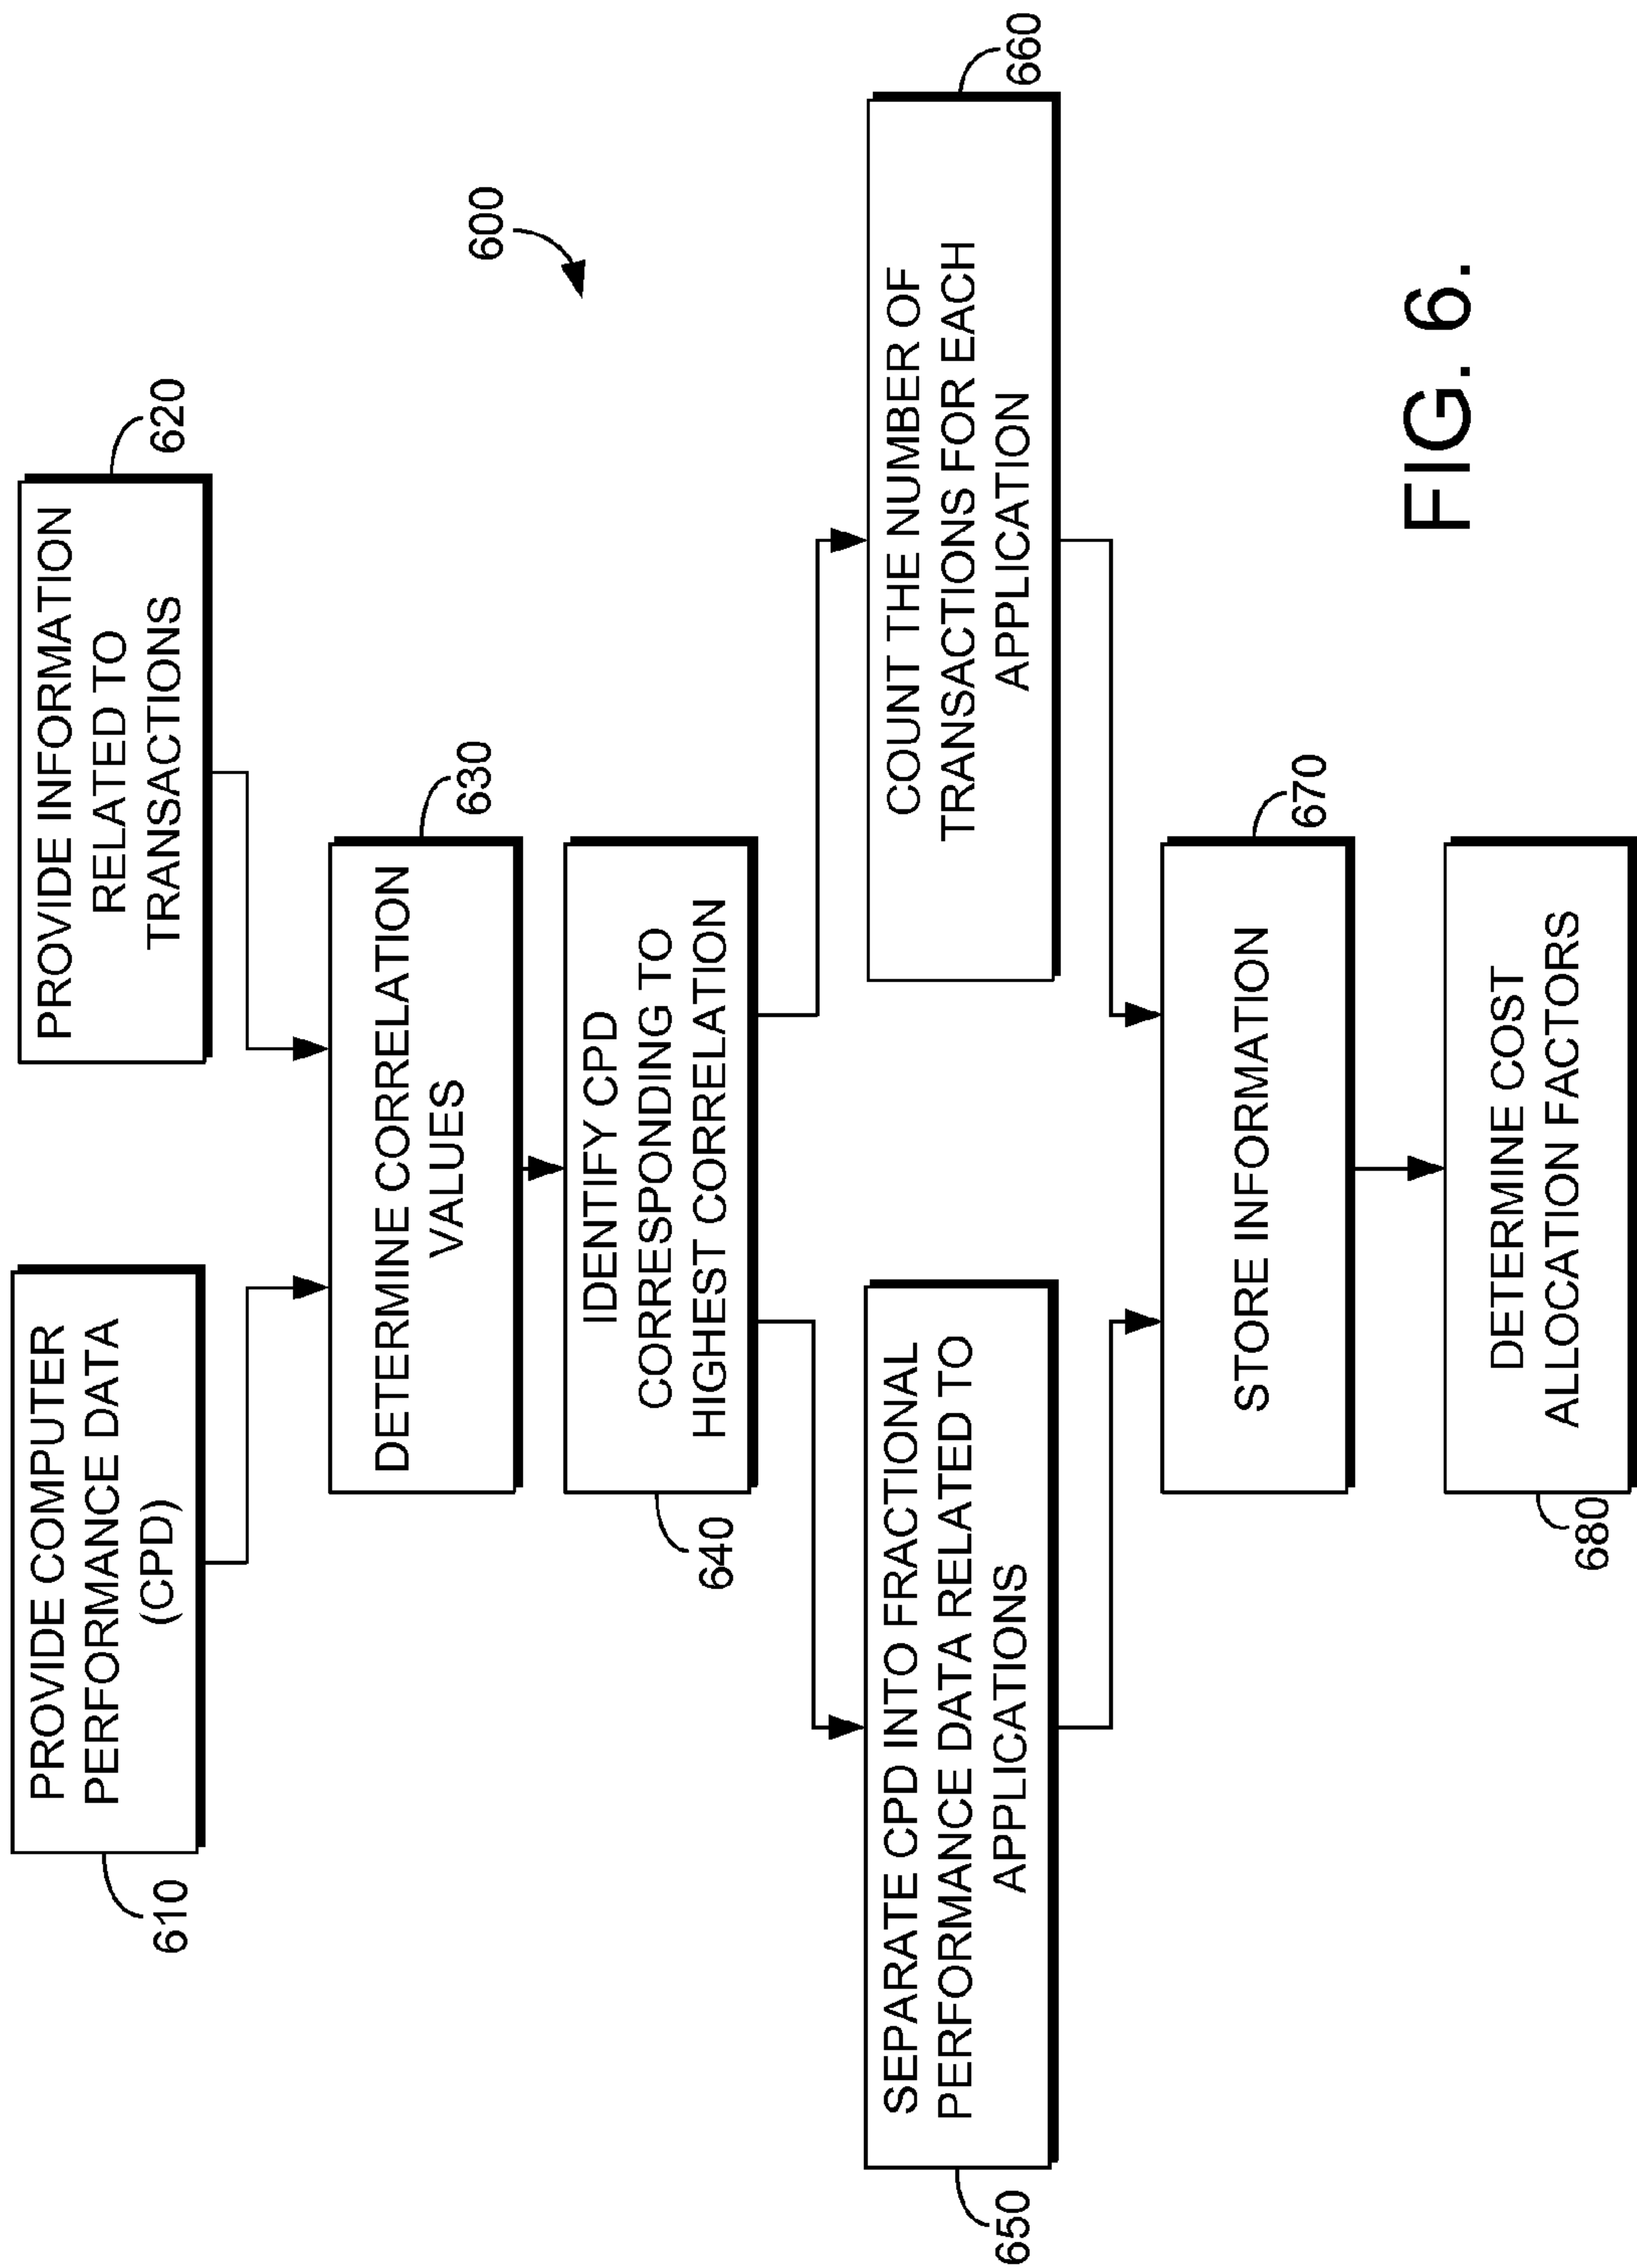 PROVIDE COMPUTER
PERFORMANCE DATA
(CPD)
610
PROVIDE INFORMATION
RELATED TO
TRANSACTIONS
620
600
DETERMINE CORRELATION
VALUES
630
IDENTIFY CPD
CORRESPONDING TO
HIGHEST CORRELATION
640
SEPARATE CPD INTO FRACTIONAL
PERFORMANCE DATA RELATED TO
APPLICATIONS
650
COUNT THE NUMBER OF
TRANSACTIONS FOR EACH
APPLICATION
660
STORE INFORMATION
670
DETERMINE COST
ALLOCATION FACTORS
680
FIG. 6.